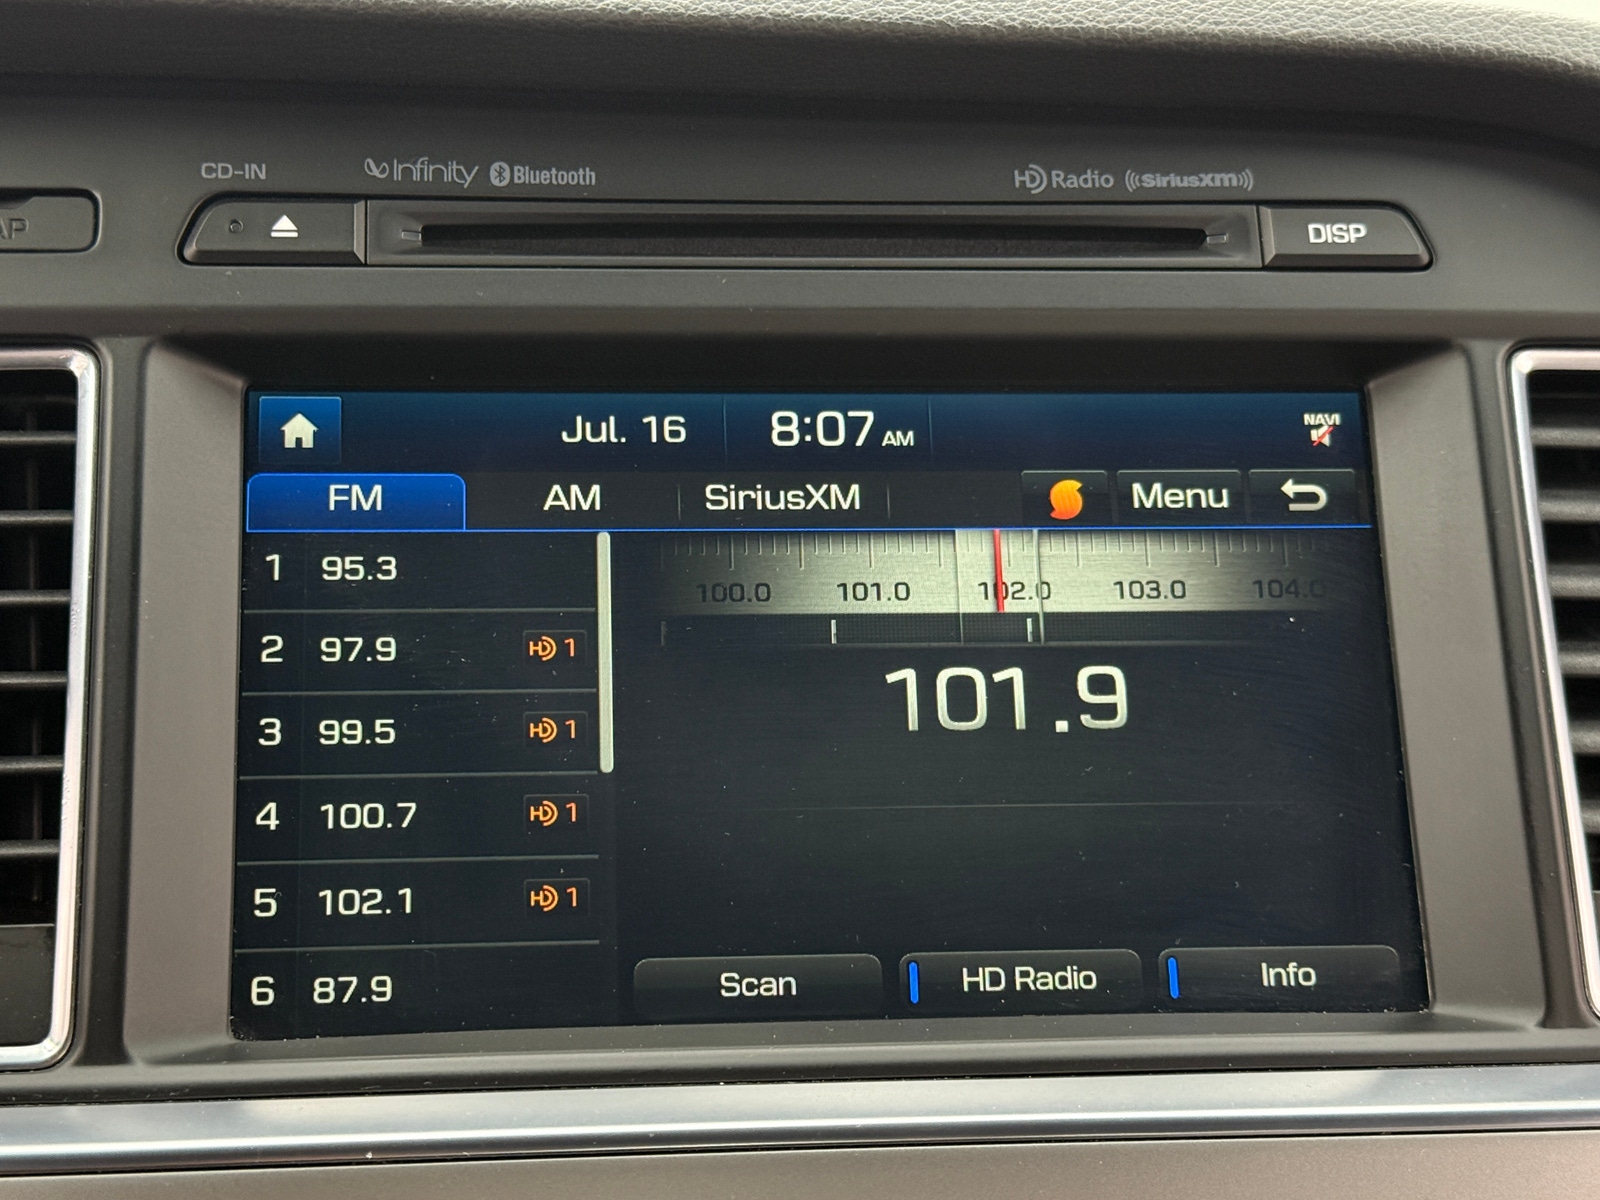 CD-IN Infinity Bluetooth HD Radio ((SiriusXM))
AP DISP
Jul. 16 8:07 AM NAVI
FM AM SiriusXM Menu
100.0 101.0 102.0 103.0 104.0
101.9
1 95.3
2 97.9 HD 1
3 99.5 HD 1
4 100.7 HD 1
5 102.1 HD 1
6 87.9
Scan HD Radio Info